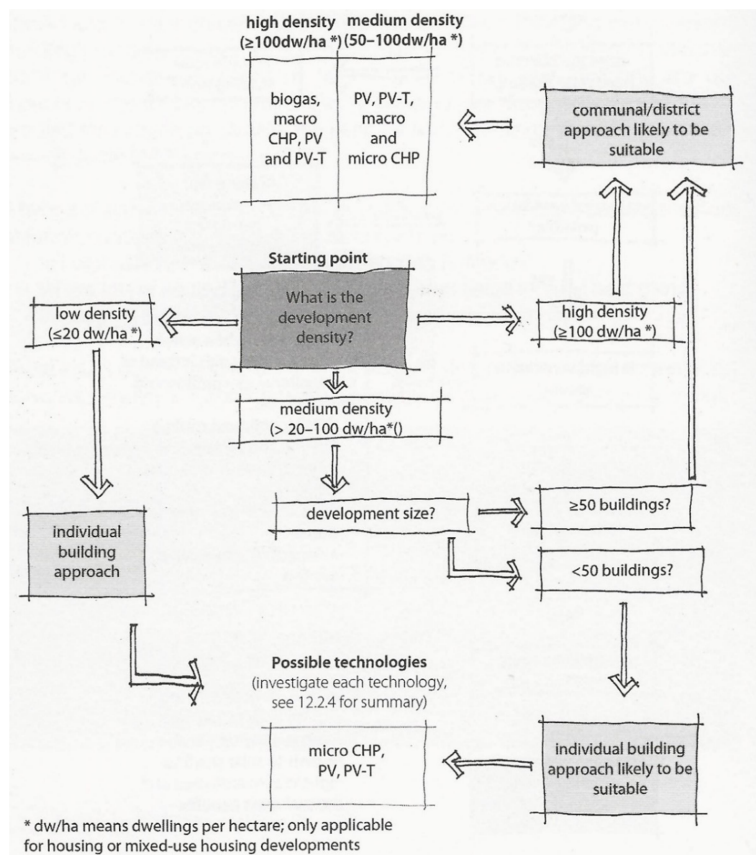 high density
(≥100dw/ha *)
medium density
(50–100dw/ha *)
biogas,
macro
CHP, PV
and PV-T
PV, PV-T,
macro
and
micro CHP
communal/district
approach likely to be
suitable
Starting point
What is the
development
density?
low density
(≤20 dw/ha *)
high density
(≥100 dw/ha *)
medium density
(> 20–100 dw/ha*()
development size?
≥50 buildings?
<50 buildings?
individual
building
approach
Possible technologies
(investigate each technology,
see 12.2.4 for summary)
micro CHP,
PV, PV-T
individual building
approach likely to be
suitable
* dw/ha means dwellings per hectare; only applicable
for housing or mixed-use housing developments